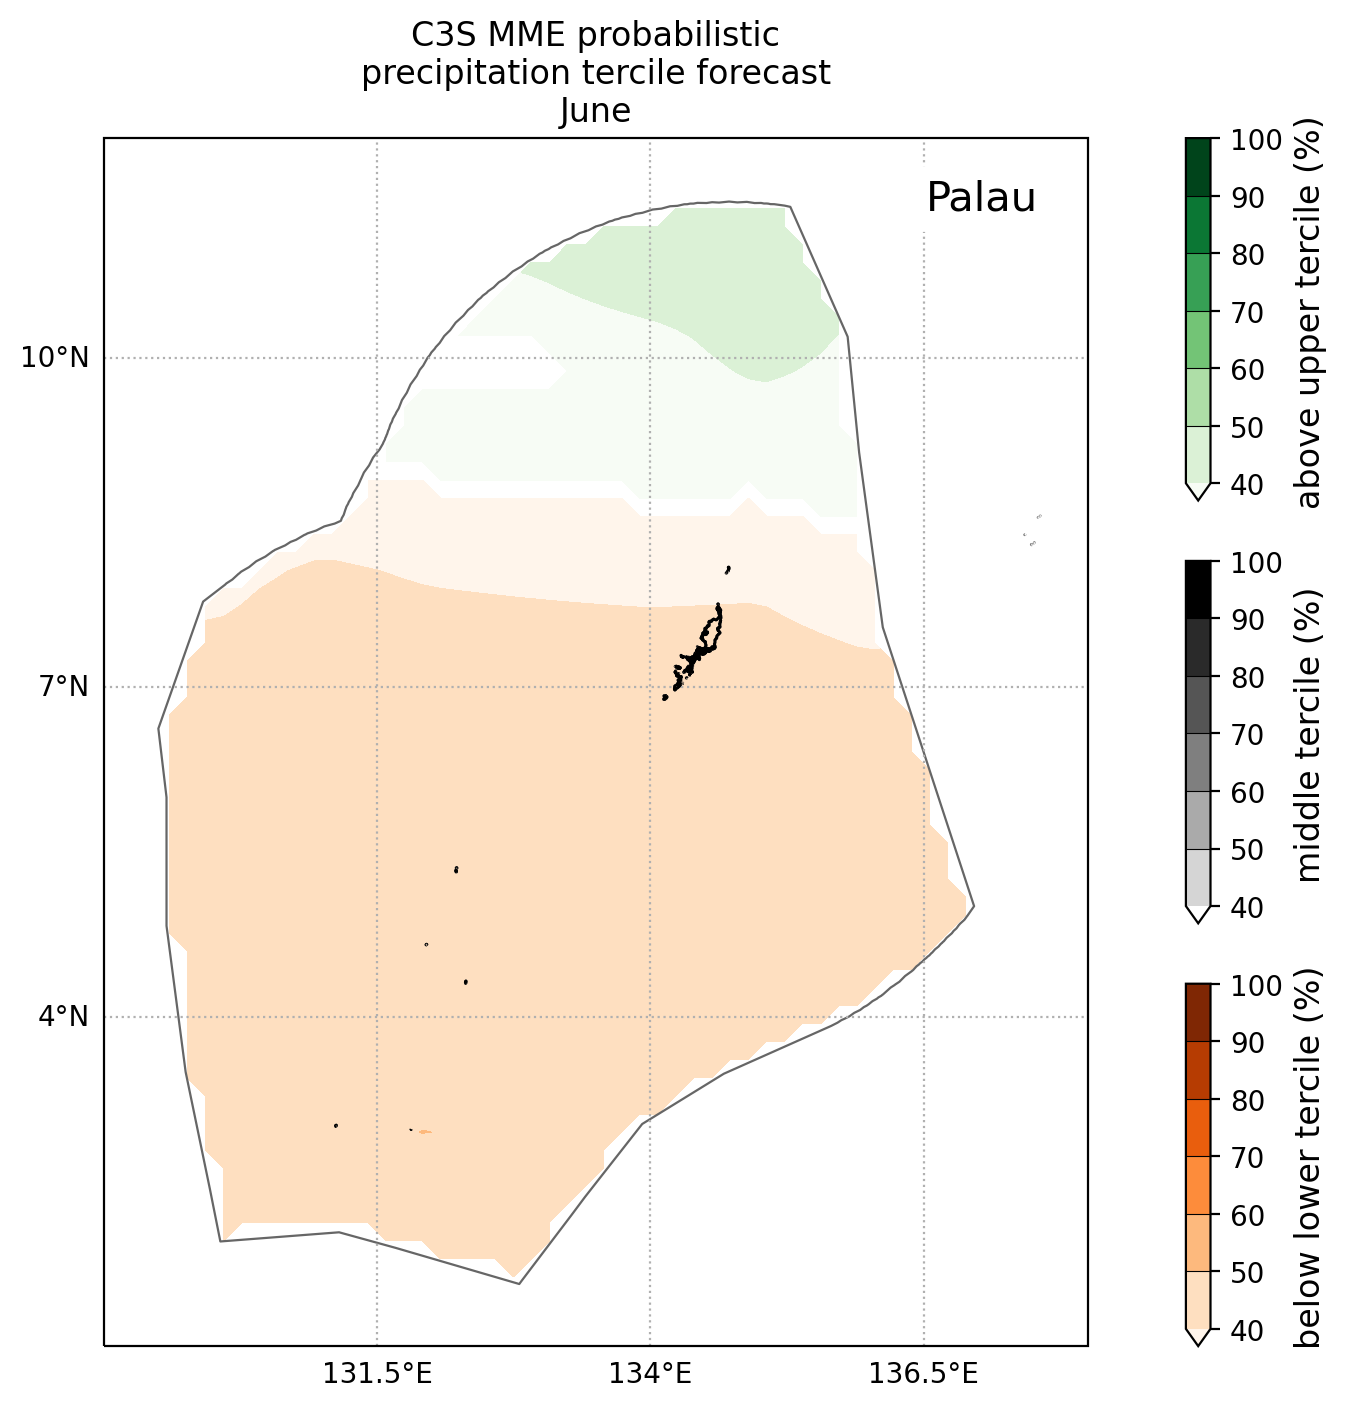 C3S MME probabilistic
precipitation tercile forecast
June
Palau
10°N
7°N
4°N
131.5°E
134°E
136.5°E
100
90
80
70
60
50
40
above upper tercile (%)
100
90
80
70
60
50
40
middle tercile (%)
100
90
80
70
60
50
40
below lower tercile (%)